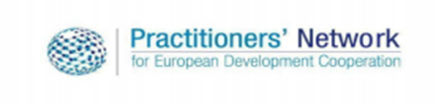 Practitioners' Network
for European Development Cooperation